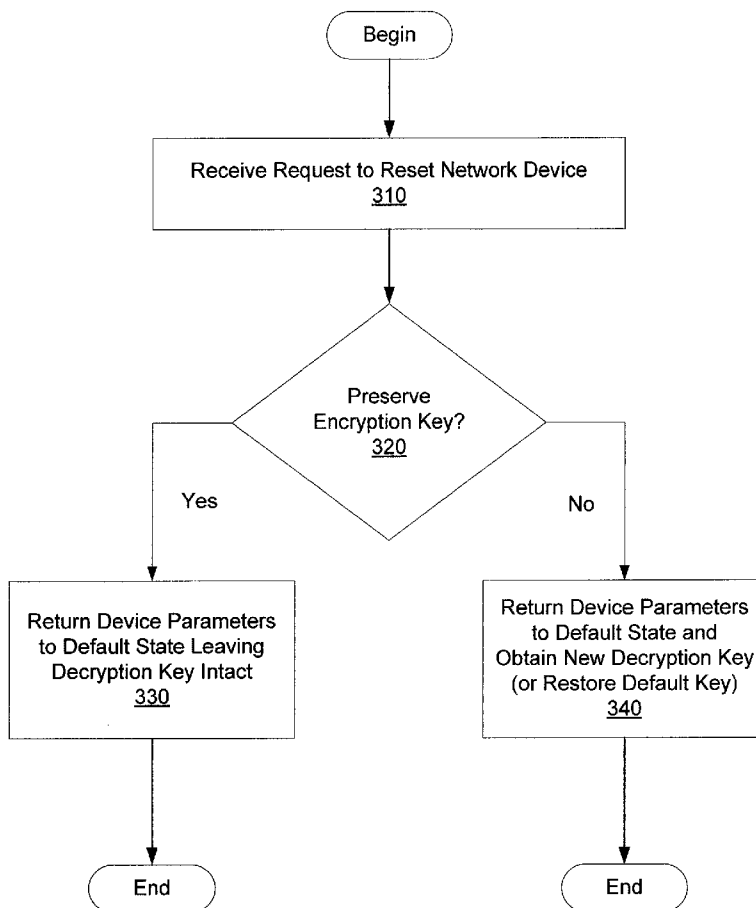 Begin
Receive Request to Reset Network Device
310
Preserve
Encryption Key?
320
Yes
No
Return Device Parameters
to Default State Leaving
Decryption Key Intact
330
Return Device Parameters
to Default State and
Obtain New Decryption Key
(or Restore Default Key)
340
End
End